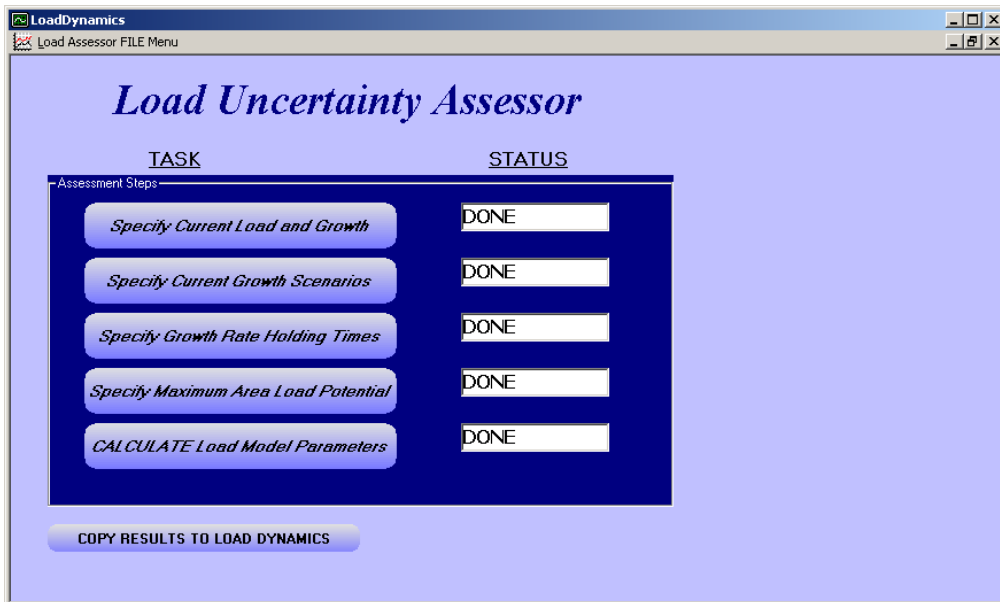 LoadDynamics
Load Assessor FILE Menu
Load Uncertainty Assessor
TASK STATUS
Assessment Steps
Specify Current Load and Growth DONE
Specify Current Growth Scenarios DONE
Specify Growth Rate Holding Times DONE
Specify Maximum Area Load Potential DONE
CALCULATE Load Model Parameters DONE
COPY RESULTS TO LOAD DYNAMICS